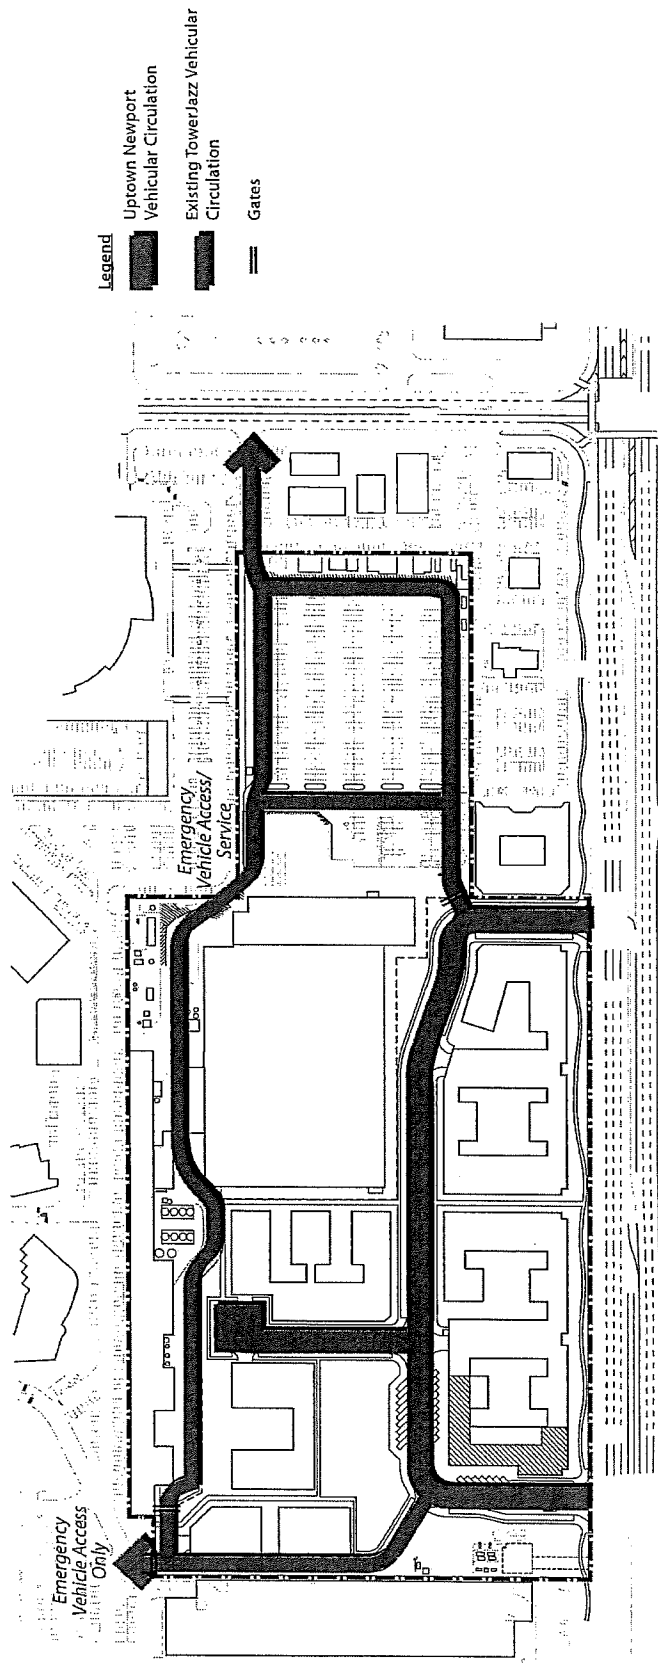 Legend
Uptown Newport
Vehicular Circulation
Existing TowerJazz Vehicular
Circulation
Gates
Emergency
Vehicle Access/
Service
Emergency
Vehicle Access
Only